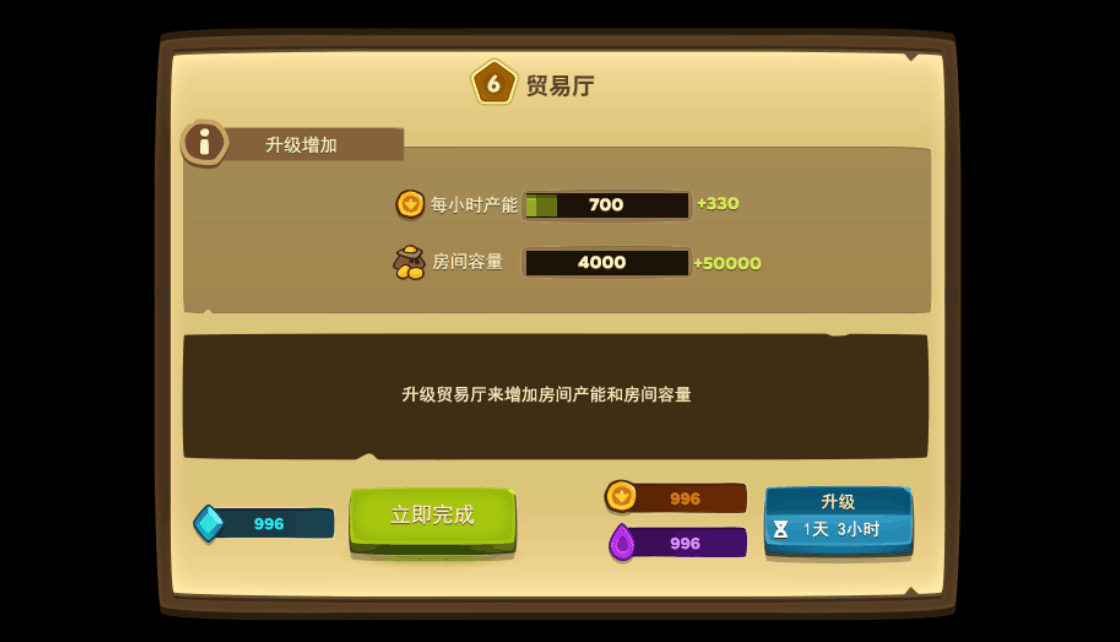 6 贸易厅
升级增加
每小时产能 700 +330
房间容量 4000 +50000
升级贸易厅来增加房间产能和房间容量
996 立即完成
996
996
升级
1天 3小时